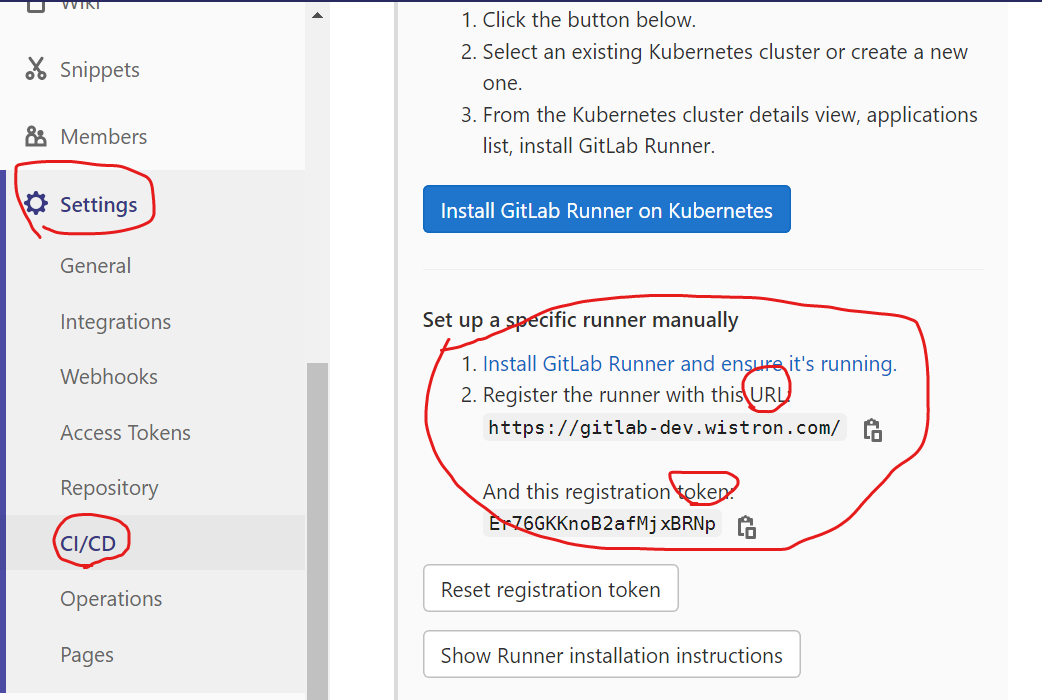 Wiki
Snippets
Members
Settings
General
Integrations
Webhooks
Access Tokens
Repository
CI/CD
Operations
Pages
1. Click the button below.
2. Select an existing Kubernetes cluster or create a new
one.
3. From the Kubernetes cluster details view, applications
list, install GitLab Runner.
Install GitLab Runner on Kubernetes
Set up a specific runner manually
1. Install GitLab Runner and ensure it's running.
2. Register the runner with this URL:
https://gitlab-dev.wistron.com/
And this registration token:
Er76GKKnoB2afMjxBRNp
Reset registration token
Show Runner installation instructions